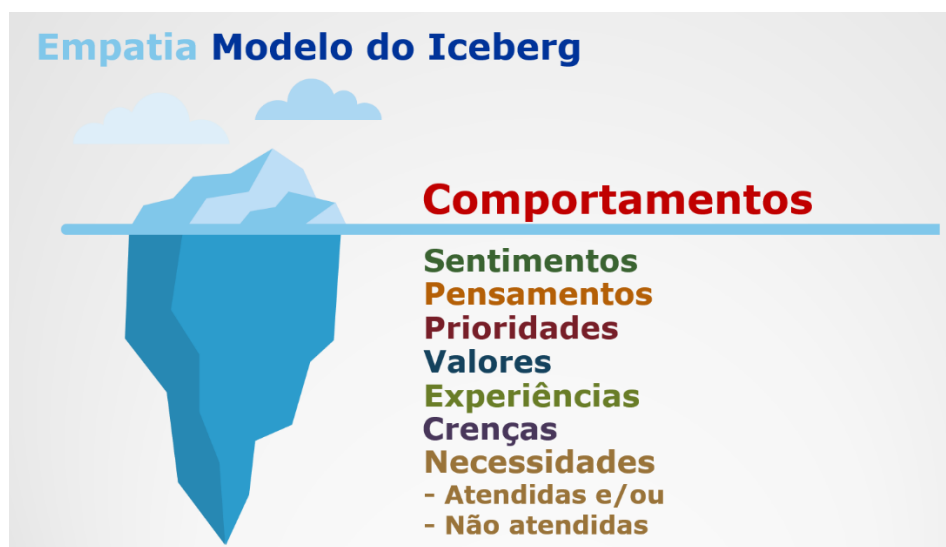 Empatia Modelo do Iceberg
Comportamentos
Sentimentos
Pensamentos
Prioridades
Valores
Experiências
Crenças
Necessidades
- Atendidas e/ou
- Não atendidas